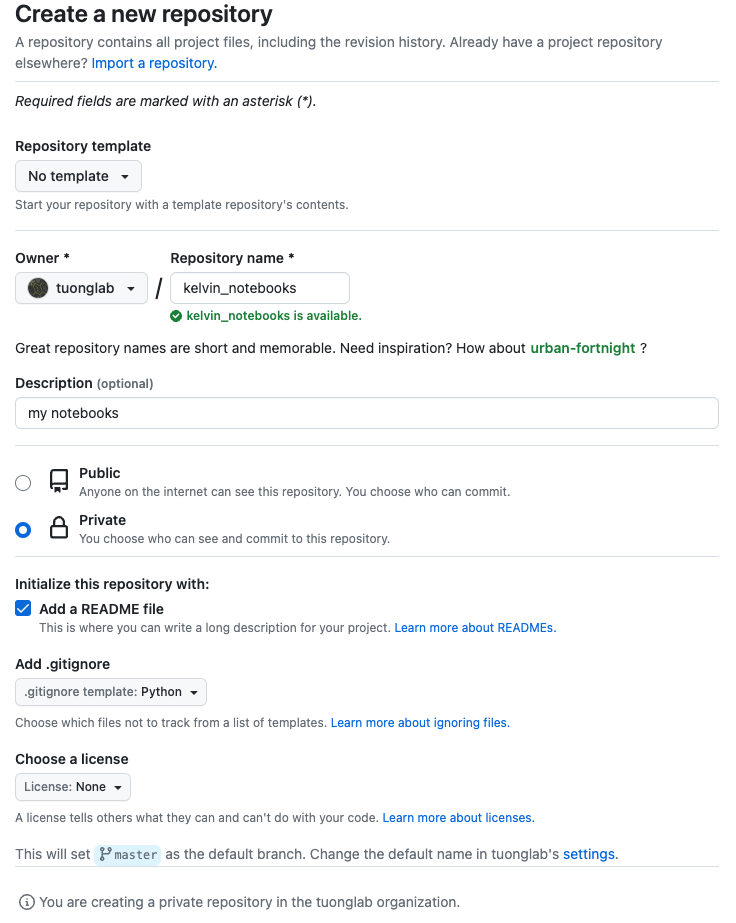 Create a new repository
A repository contains all project files, including the revision history. Already have a project repository
elsewhere? Import a repository.
Required fields are marked with an asterisk (*).
Repository template
No template
Start your repository with a template repository's contents.
Owner *
Repository name *
tuonglab
/
kelvin_notebooks
kelvin_notebooks is available.
Great repository names are short and memorable. Need inspiration? How about urban-fortnight ?
Description (optional)
my notebooks
Public
Anyone on the internet can see this repository. You choose who can commit.
Private
You choose who can see and commit to this repository.
Initialize this repository with:
Add a README file
This is where you can write a long description for your project. Learn more about READMEs.
Add .gitignore
.gitignore template: Python
Choose which files not to track from a list of templates. Learn more about ignoring files.
Choose a license
License: None
A license tells others what they can and can't do with your code. Learn more about licenses.
This will set master as the default branch. Change the default name in tuonglab's settings.
You are creating a private repository in the tuonglab organization.